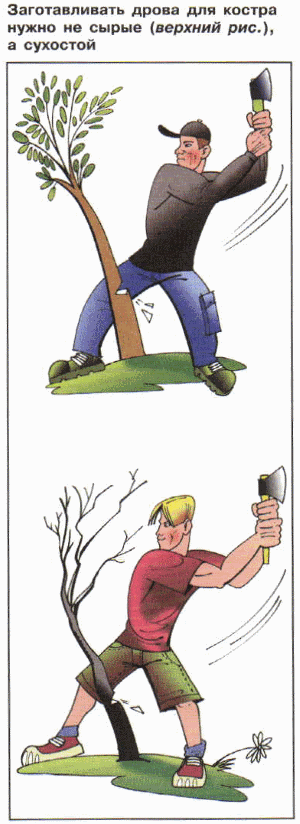 Заготавливать дрова для костра
нужно не сырые (верхний рис.),
а сухостой